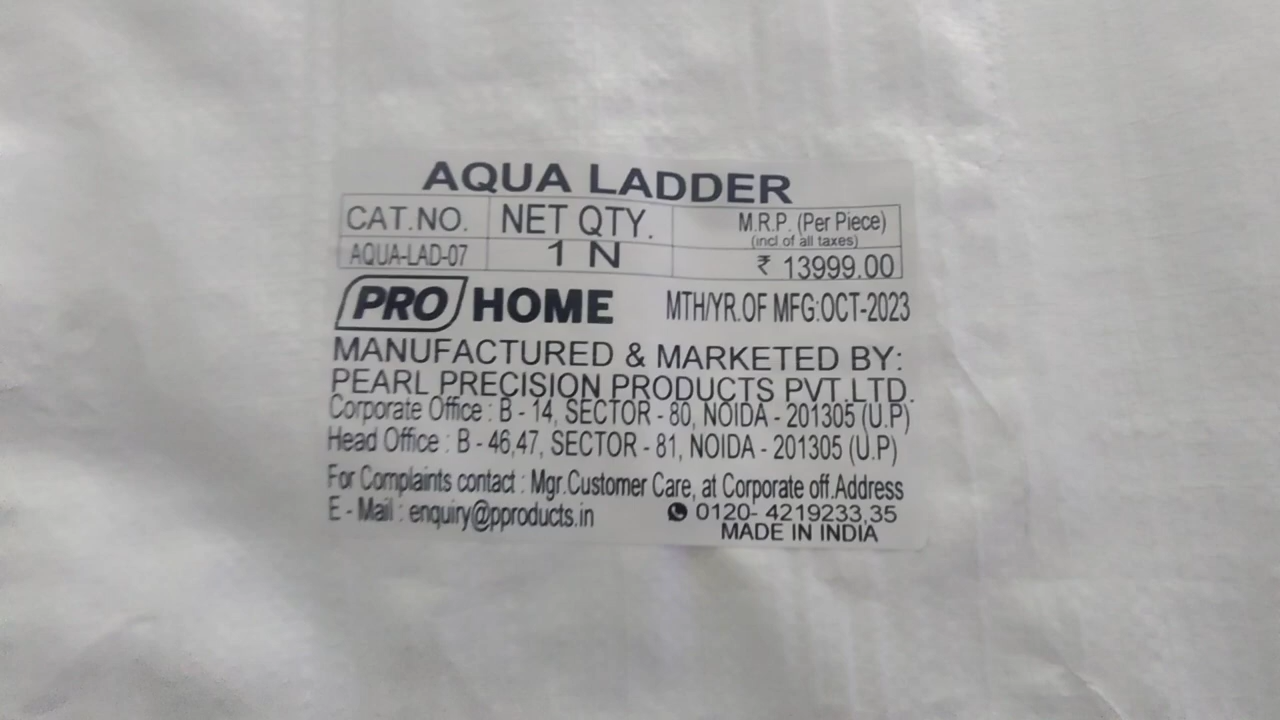 AQUA LADDER
CAT.NO. NET QTY. M.R.P. (Per Piece)
(incl.of all taxes)
AQUA-LAD-07 1 N ₹ 13999.00
PRO HOME MTH/YR.OF MFG:OCT-2023
MANUFACTURED & MARKETED BY:
PEARL PRECISION PRODUCTS PVT.LTD.
Corporate Office : B - 14, SECTOR - 80, NOIDA - 201305 (U.P)
Head Office : B - 46,47, SECTOR - 81, NOIDA - 201305 (U.P)
For Complaints contact : Mgr.Customer Care, at Corporate off.Address
E - Mail : enquiry@pproducts.in 0120- 4219233,35
MADE IN INDIA